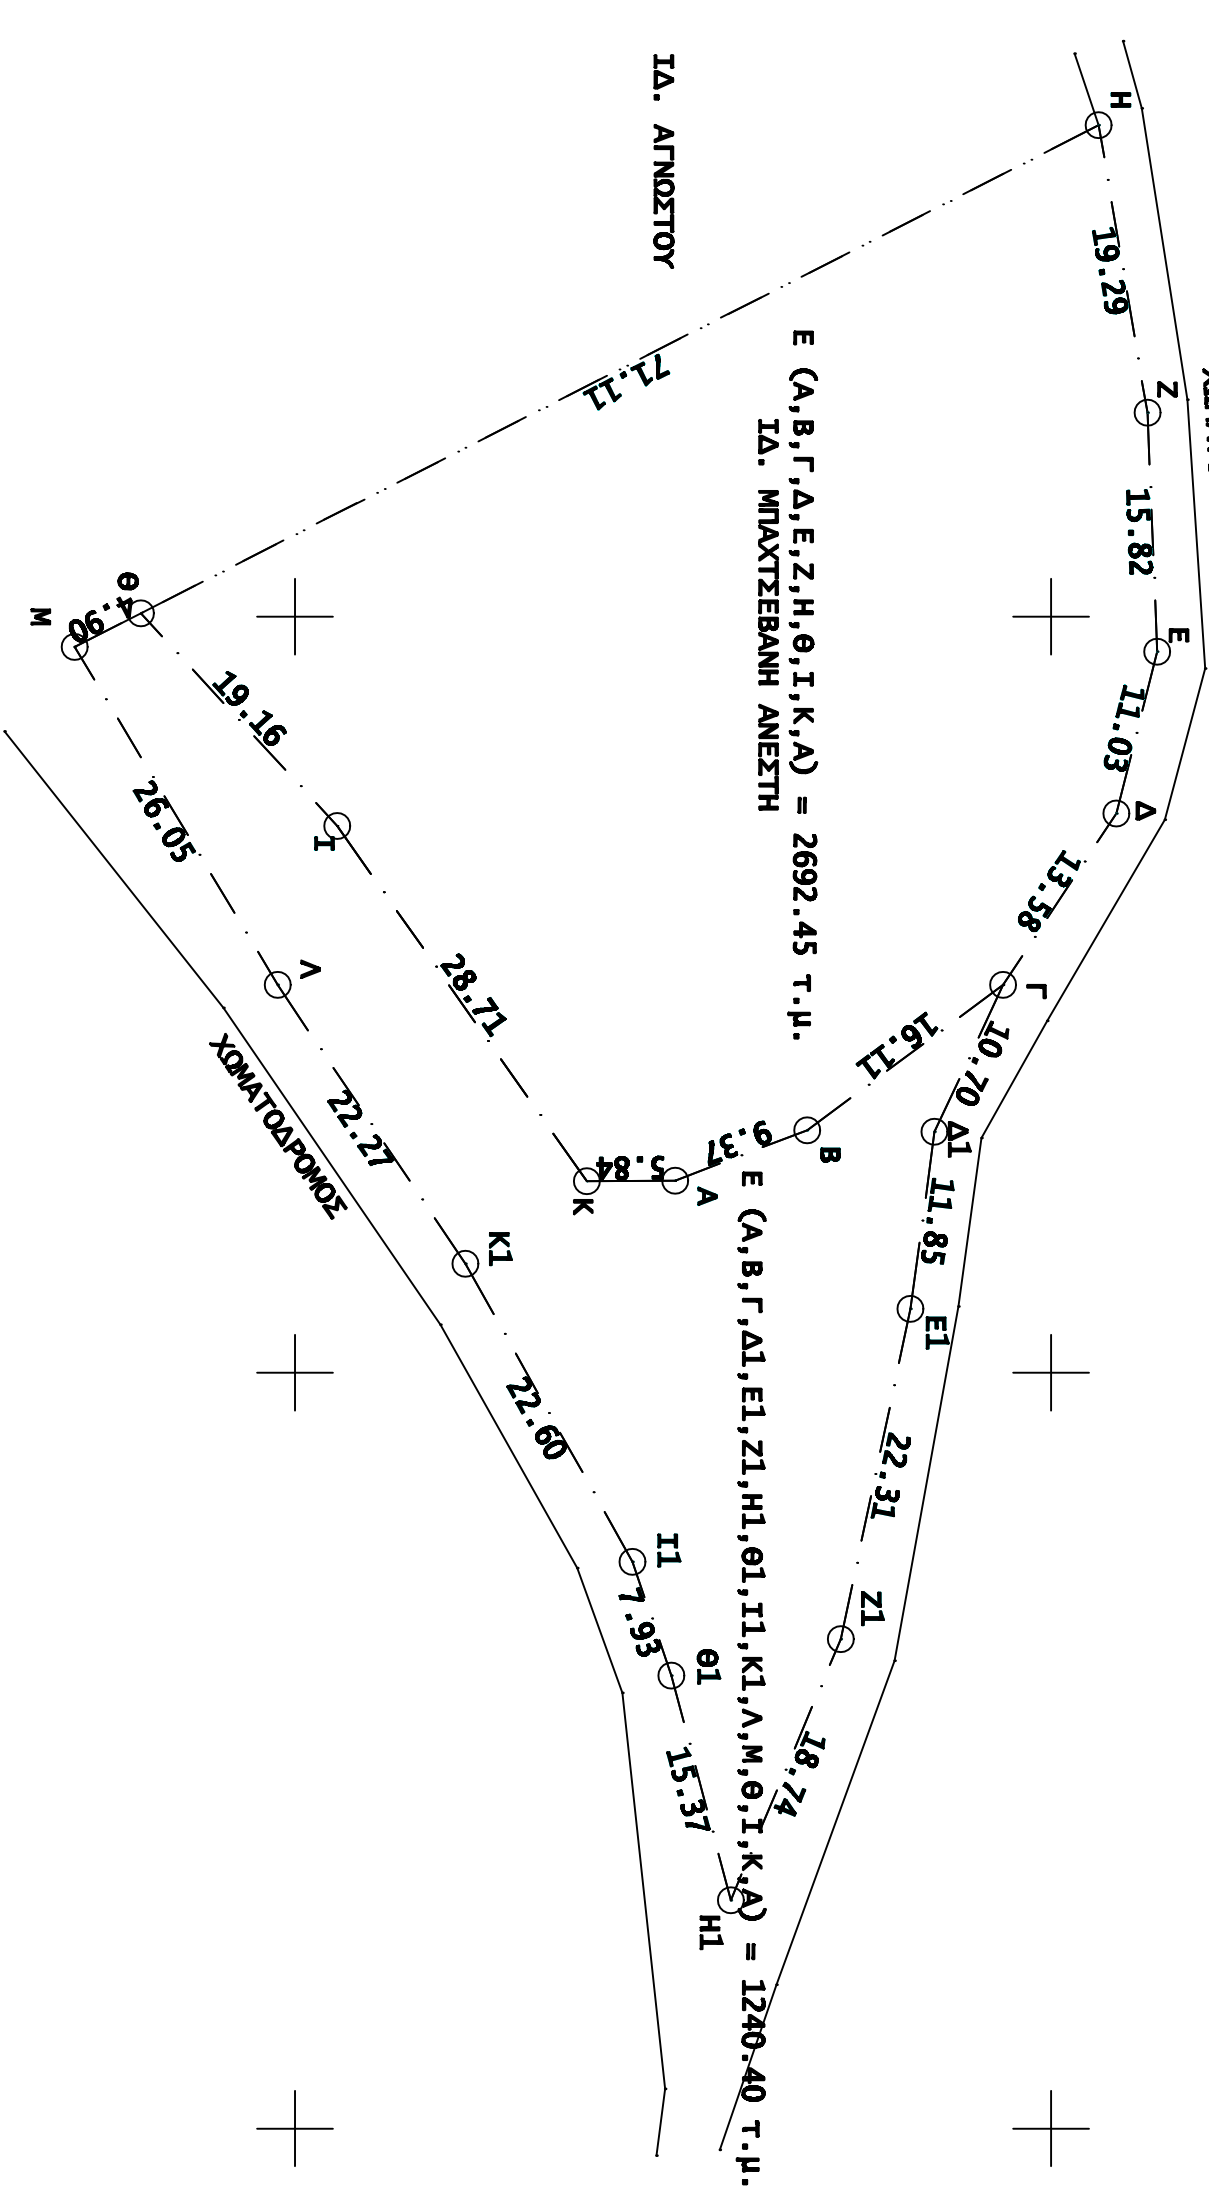 ΙΔ. ΑΓΝΩΣΤΟΥ
Ε (Α,Β,Γ,Δ,Ε,Ζ,Η,Θ,Ι,Κ,Α) = 2692.45 τ.μ.
ΙΔ. ΜΠΑΧΤΣΕΒΑΝΗ ΑΝΕΣΤΗ
Ε (Α,Β,Γ,Δ1,Ε1,Ζ1,Η1,Θ1,Ι1,Κ1,Λ,Μ,Θ,Ι,Κ,Α) = 1240.40 τ.μ.
ΧΩΜΑΤΟΔΡΟΜΟΣ
Η
19.29
Ζ
15.82
Ε
11.03
Δ
13.58
Γ
10.70
Δ1
11.85
Ε1
22.31
Ζ1
18.74
Η1
15.37
Θ1
7.93
Ι1
22.60
Κ1
22.27
Λ
26.05
Μ
4.90
Θ
71.11
19.16
Ι
28.71
Κ
5.84
Α
9.37
Β
16.11